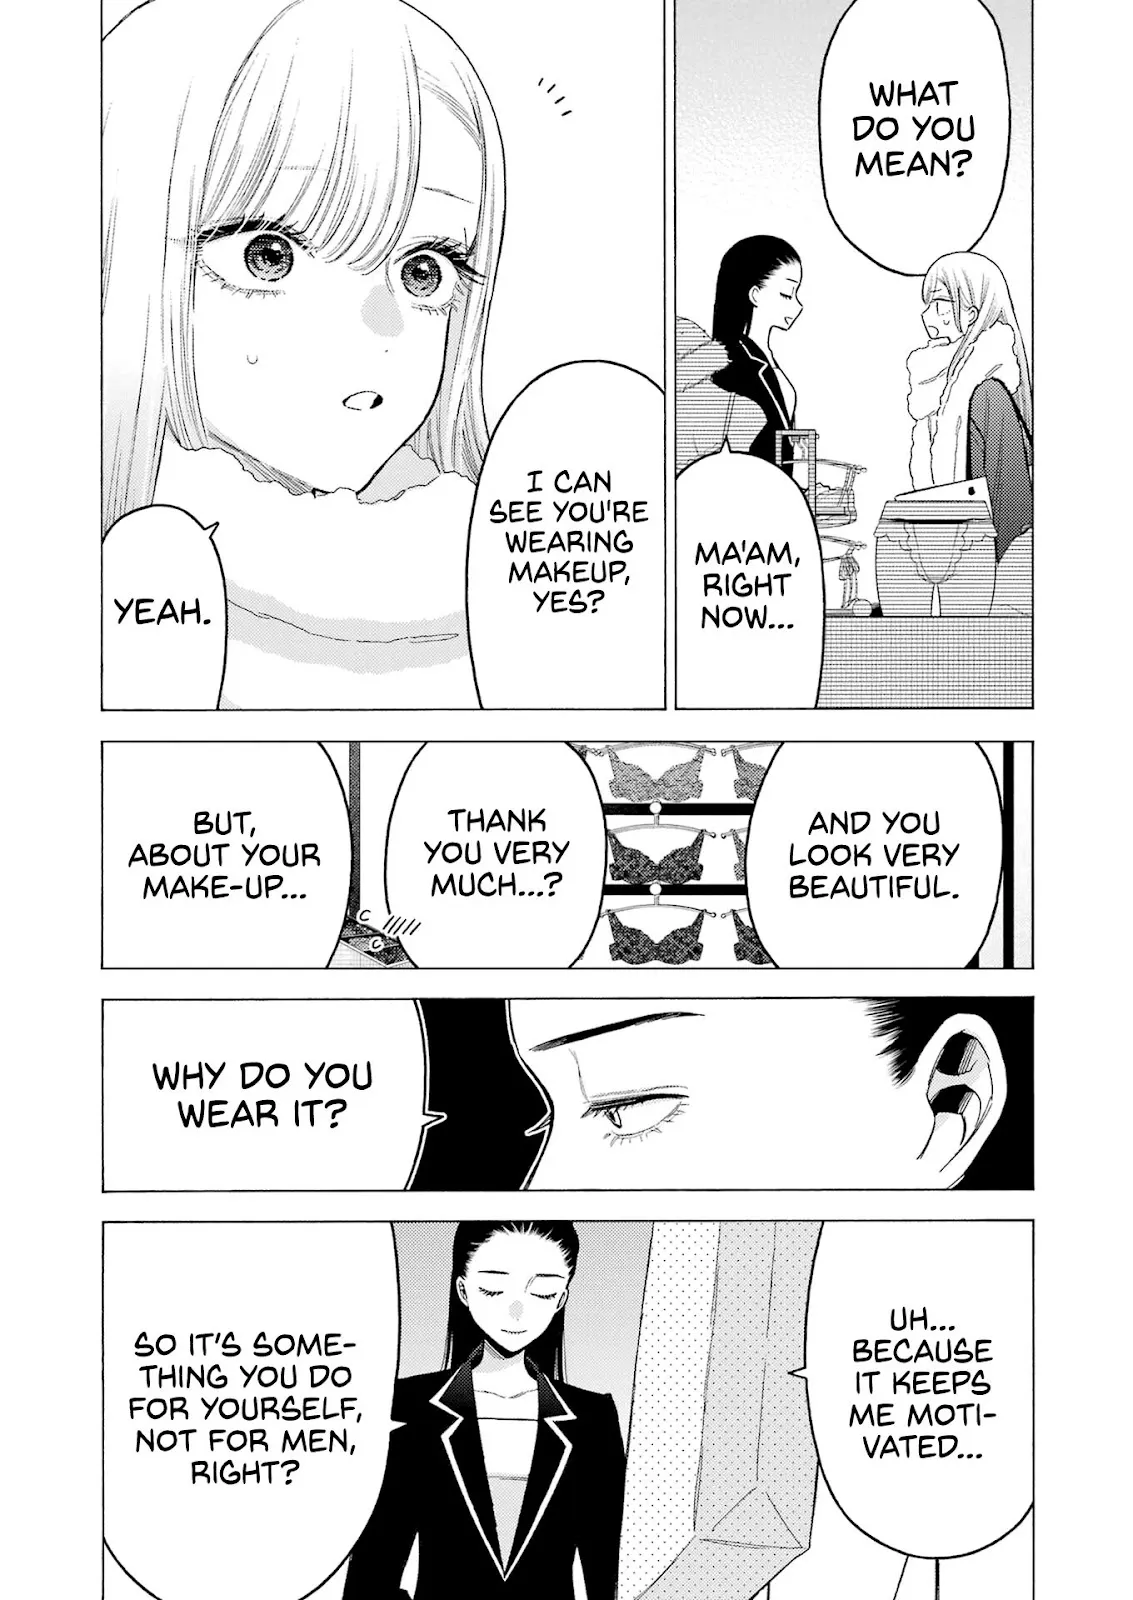 WHAT
DO YOU
MEAN?
MA'AM,
RIGHT
NOW...
I CAN
SEE YOU'RE
WEARING
MAKEUP,
YES?
YEAH.
AND YOU
LOOK VERY
BEAUTIFUL.
THANK
YOU VERY
MUCH...?
BUT,
ABOUT YOUR
MAKE-UP...
WHY DO YOU
WEAR IT?
UH...
BECAUSE
IT KEEPS
ME MOTI-
VATED...
SO IT'S SOME-
THING YOU DO
FOR YOURSELF,
NOT FOR MEN,
RIGHT?